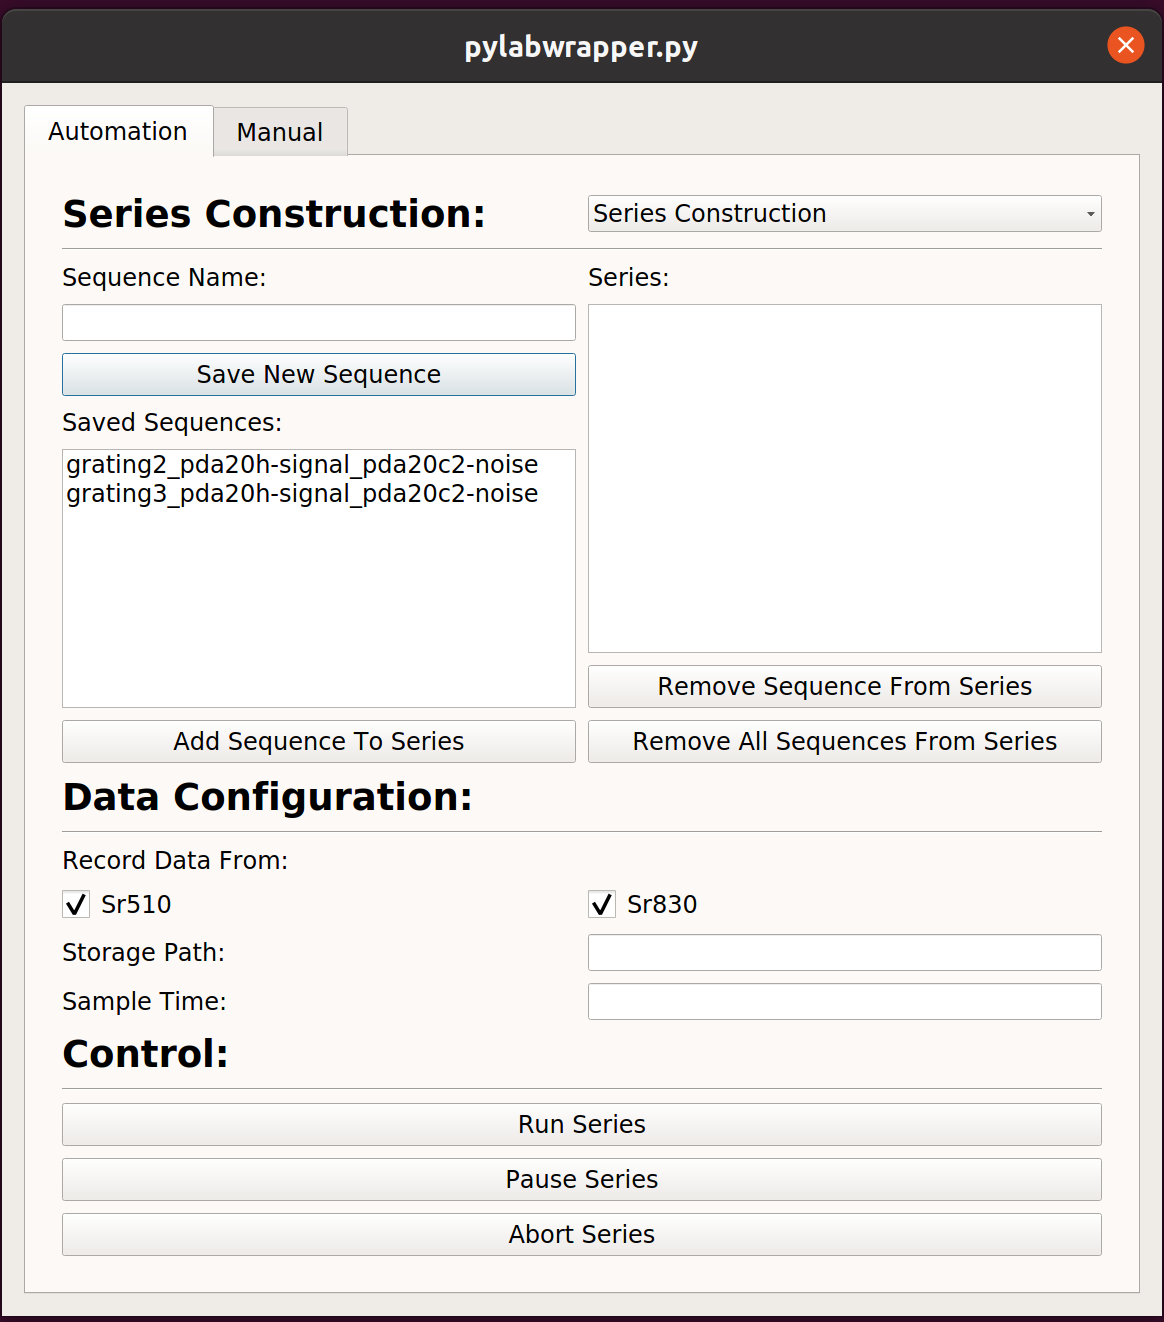 pylabwrapper.py
Automation Manual
Series Construction: Series Construction
Sequence Name: Series:
Save New Sequence
Saved Sequences:
grating2_pda20h-signal_pda20c2-noise
grating3_pda20h-signal_pda20c2-noise
Remove Sequence From Series
Add Sequence To Series Remove All Sequences From Series
Data Configuration:
Record Data From:
Sr510 Sr830
Storage Path:
Sample Time:
Control:
Run Series
Pause Series
Abort Series